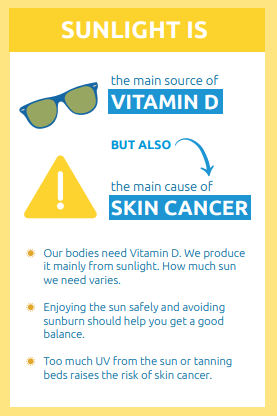 SUNLIGHT IS
the main source of
VITAMIN D
BUT ALSO
the main cause of
SKIN CANCER
Our bodies need Vitamin D. We produce
it mainly from sunlight. How much sun
we need varies.
Enjoying the sun safely and avoiding
sunburn should help you get a good
balance.
Too much UV from the sun or tanning
beds raises the risk of skin cancer.